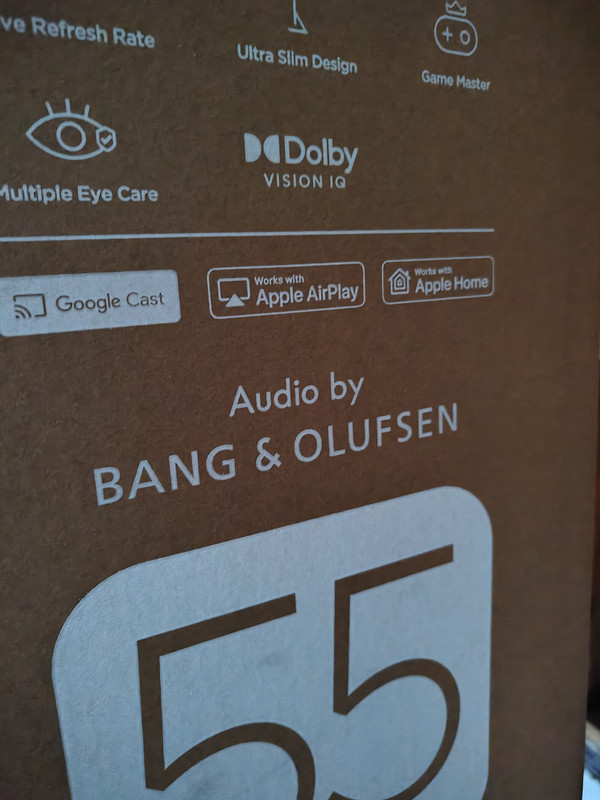 ve Refresh Rate
Ultra Slim Design
Game Master
Multiple Eye Care
Dolby
VISION IQ
Google Cast
Works with
Apple AirPlay
Works with
Apple Home
Audio by
BANG & OLUFSEN
55